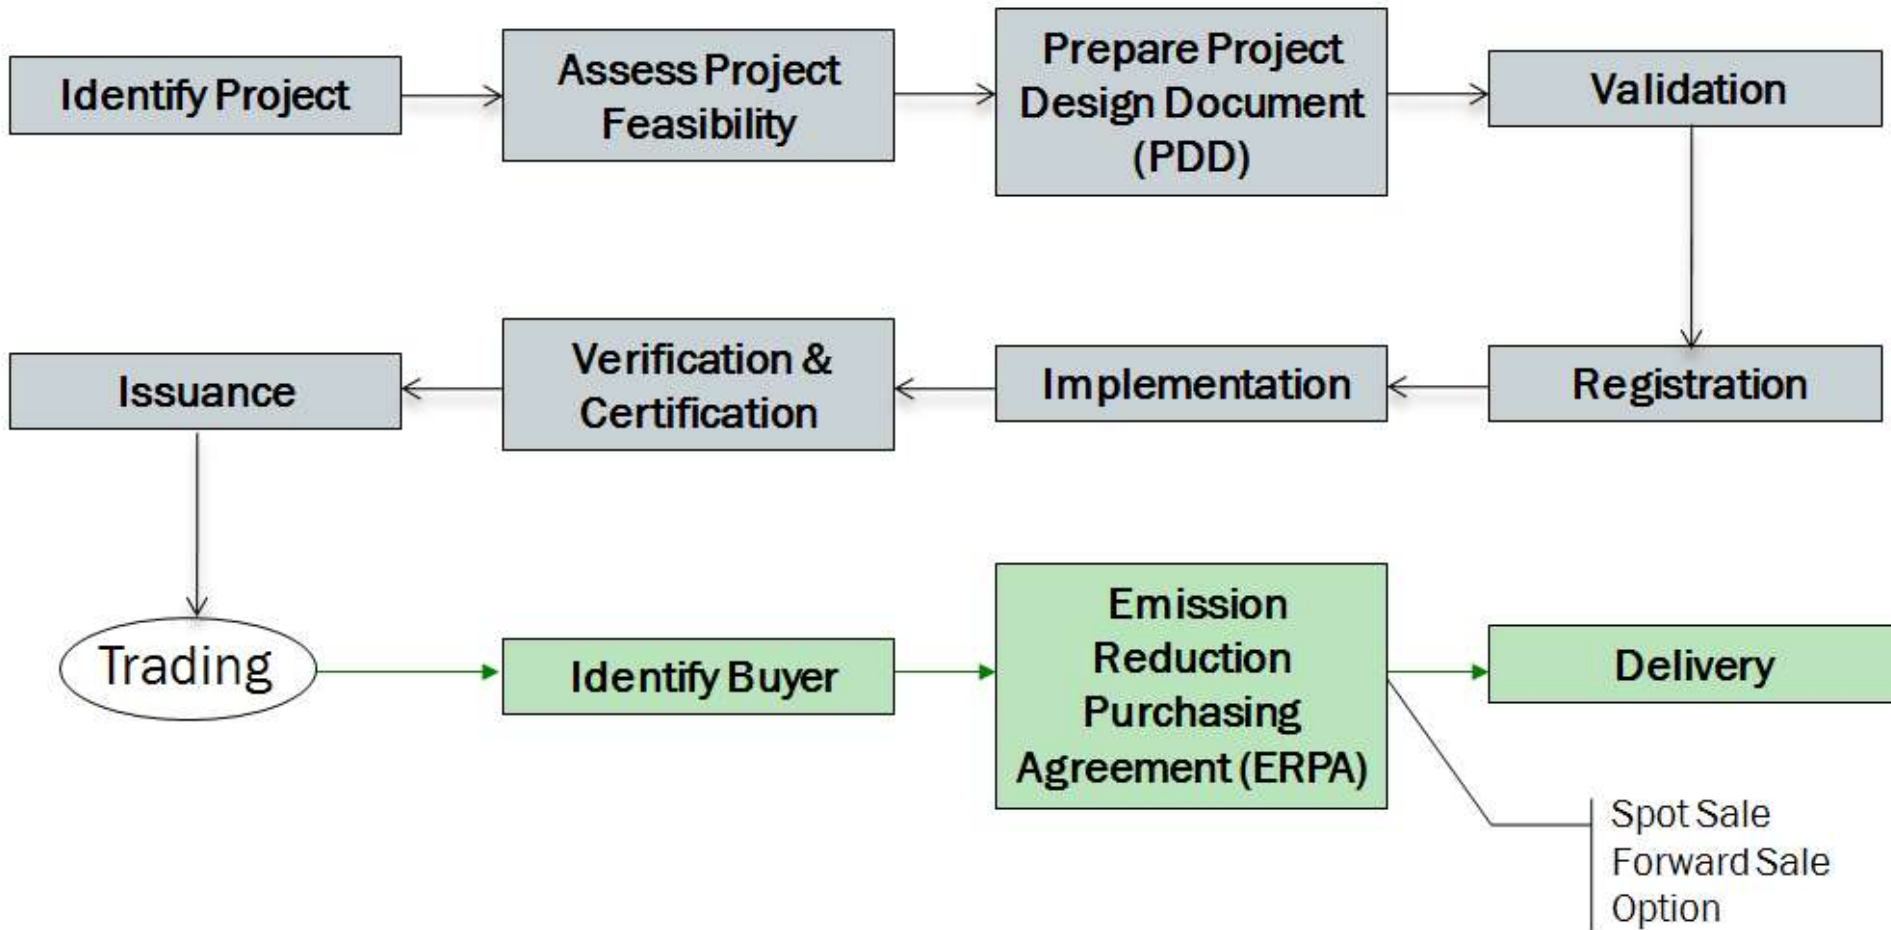 Identify Project
Assess Project
Feasibility
Prepare Project
Design Document
(PDD)
Validation
Issuance
Verification &
Certification
Implementation
Registration
Trading
Identify Buyer
Emission
Reduction
Purchasing
Agreement (ERPA)
Delivery
Spot Sale
Forward Sale
Option